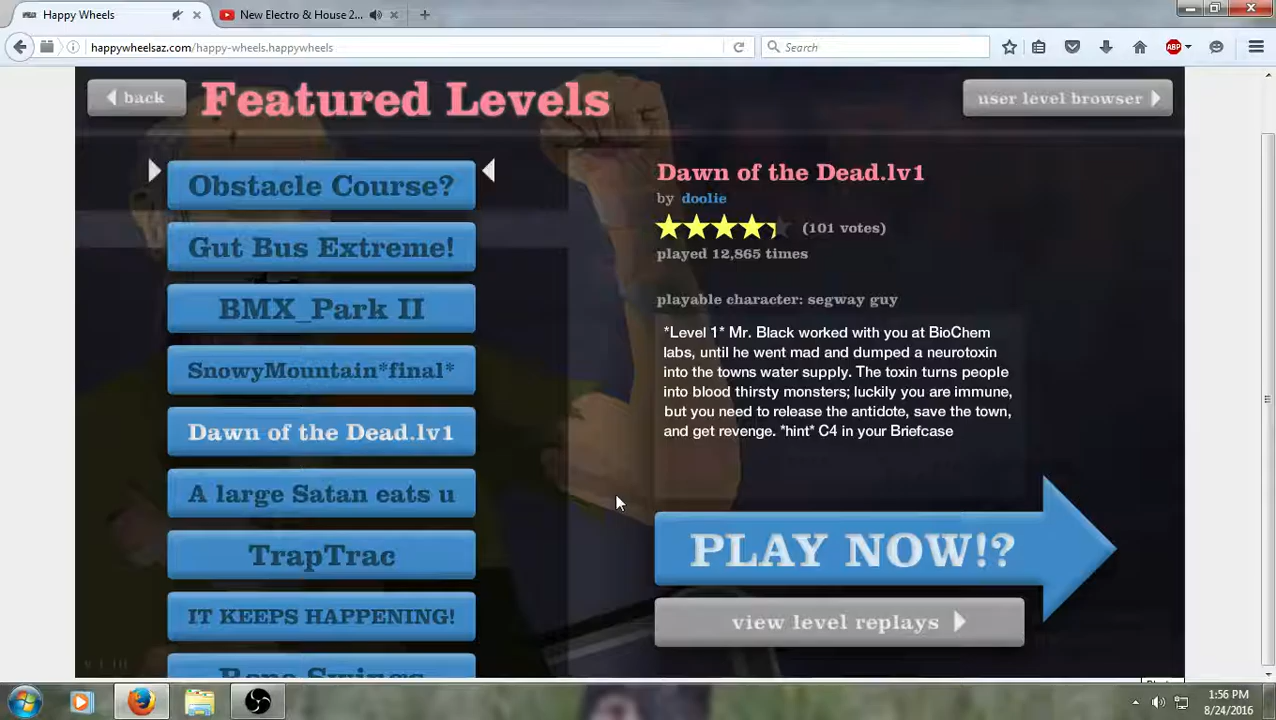 Happy Wheels
New Electro & House 2...
happywheelsaz.com/happy-wheels.happywheels
Search
ABP
back
Featured Levels
user level browser
Obstacle Course?
Gut Bus Extreme!
BMX_Park II
SnowyMountain*final*
Dawn of the Dead.lv1
A large Satan eats u
TrapTrac
IT KEEPS HAPPENING!
Rope Swings
Dawn of the Dead.lv1
by doolie
(101 votes)
played 12,865 times
playable character: segway guy
*Level 1* Mr. Black worked with you at BioChem
labs, until he went mad and dumped a neurotoxin
into the towns water supply. The toxin turns people
into blood thirsty monsters; luckily you are immune,
but you need to release the antidote, save the town,
and get revenge. *hint* C4 in your Briefcase
PLAY NOW!?
view level replays
1:56 PM
8/24/2016